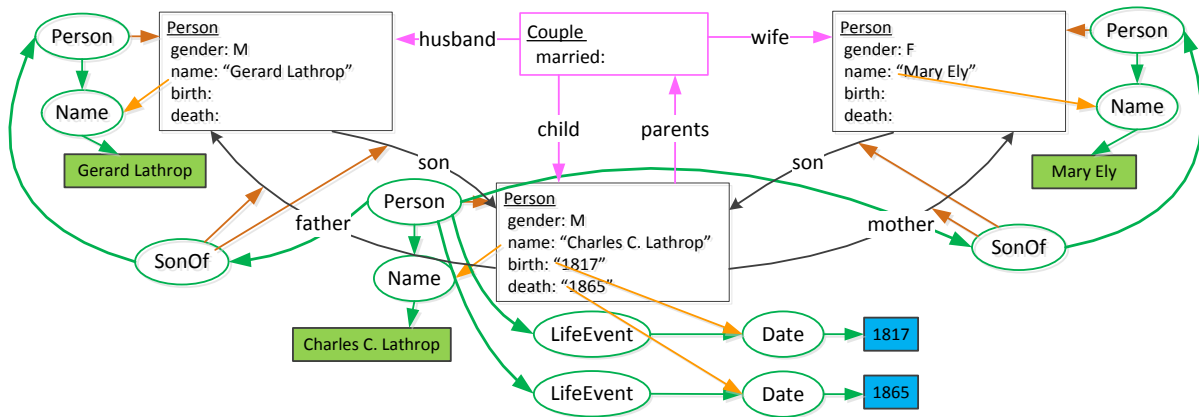 Person
Person
gender: M
name: “Gerard Lathrop”
birth:
death:
husband
Couple
married:
wife
Person
gender: F
name: “Mary Ely”
birth:
death:
Person
Name
Name
Gerard Lathrop
Mary Ely
child
parents
son
son
Person
Person
gender: M
name: “Charles C. Lathrop”
birth: “1817”
death: “1865”
father
mother
SonOf
SonOf
Name
Charles C. Lathrop
LifeEvent
Date
1817
LifeEvent
Date
1865